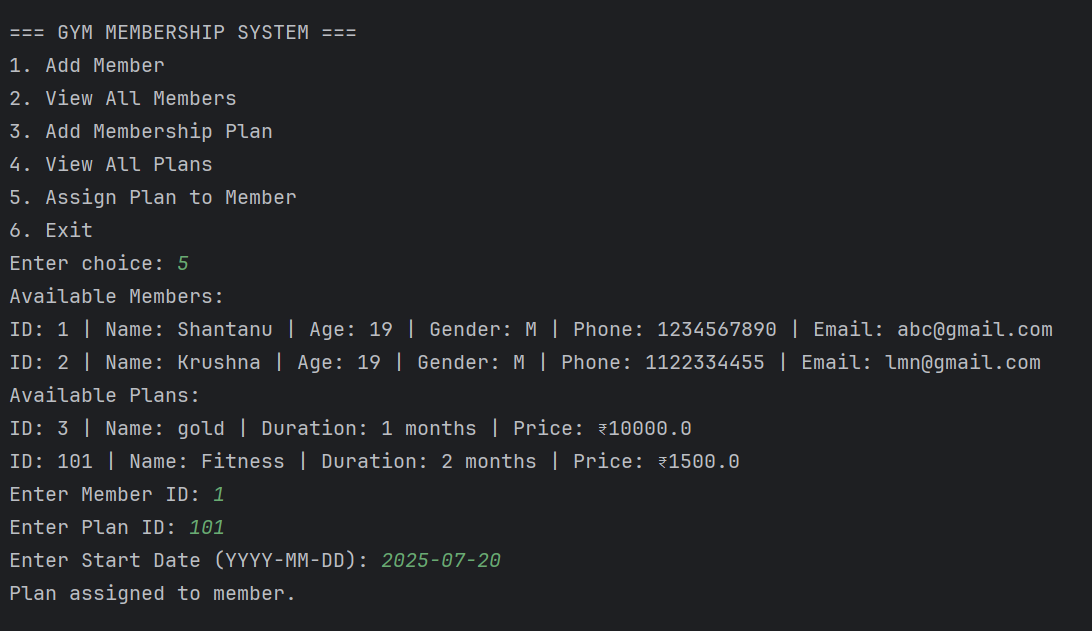 === GYM MEMBERSHIP SYSTEM ===
1. Add Member
2. View All Members
3. Add Membership Plan
4. View All Plans
5. Assign Plan to Member
6. Exit
Enter choice: 5
Available Members:
ID: 1 | Name: Shantanu | Age: 19 | Gender: M | Phone: 1234567890 | Email: abc@gmail.com
ID: 2 | Name: Krushna | Age: 19 | Gender: M | Phone: 1122334455 | Email: lmn@gmail.com
Available Plans:
ID: 3 | Name: gold | Duration: 1 months | Price: ₹10000.0
ID: 101 | Name: Fitness | Duration: 2 months | Price: ₹1500.0
Enter Member ID: 1
Enter Plan ID: 101
Enter Start Date (YYYY-MM-DD): 2025-07-20
Plan assigned to member.